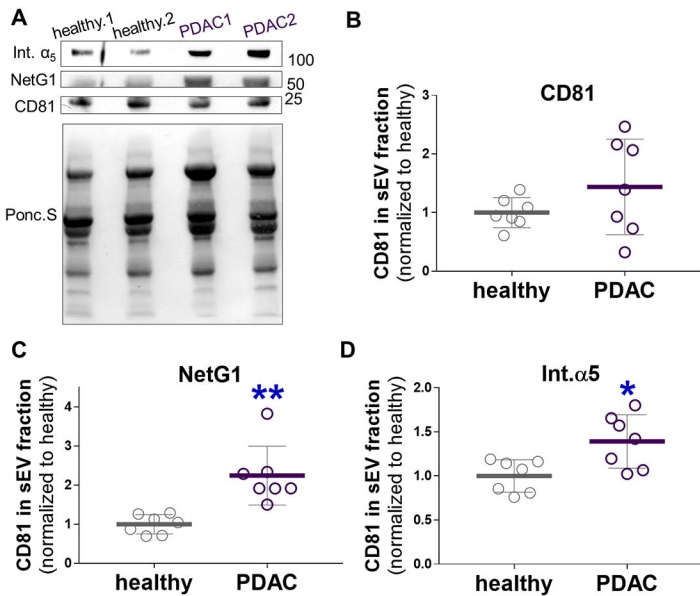 A
healthy.1 healthy.2 PDAC1 PDAC2
Int. α5
100
NetG1
50
CD81
25
Ponc.S
B
CD81
CD81 in sEV fraction
(normalized to healthy)
3
2
1
0
healthy PDAC
C
NetG1
CD81 in sEV fraction
(normalized to healthy)
**
4
3
2
1
0
healthy PDAC
D
Int.α5
CD81 in sEV fraction
(normalized to healthy)
*
2.0
1.5
1.0
0.5
0.0
healthy PDAC